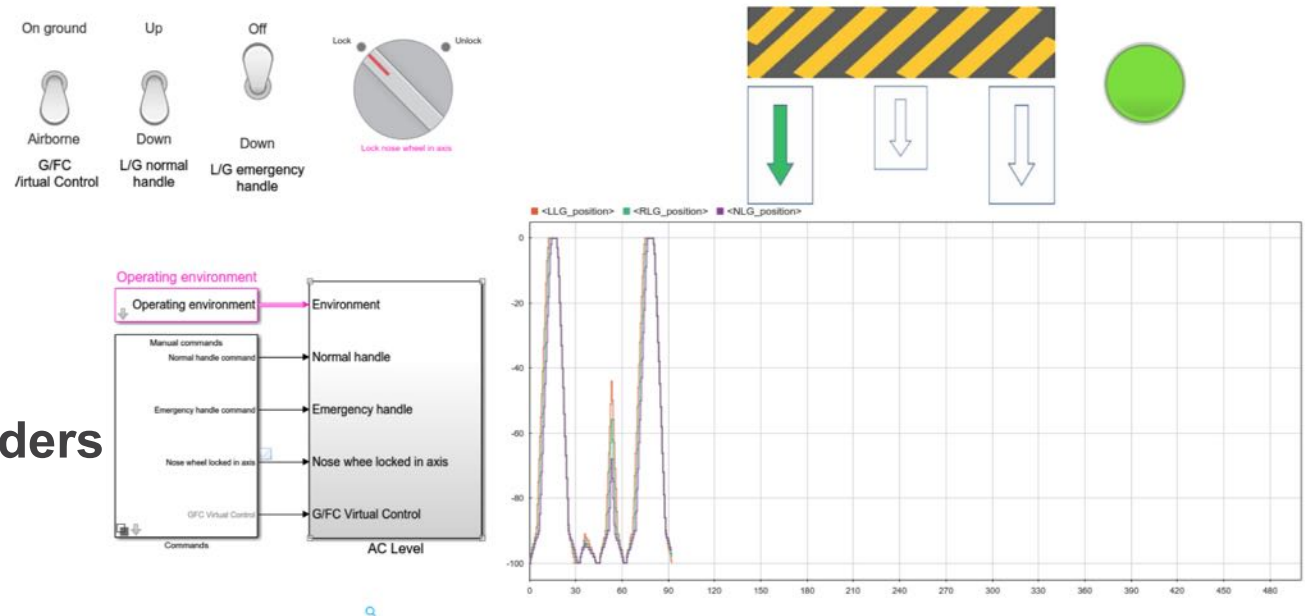 On ground
Up
Off
Lock
Unlock
Airborne
Down
Down
Lock nose wheel in axis
G/FC
/irtual Control
L/G normal
handle
L/G emergency
handle
<LLG_position> <RLG_position> <NLG_position>
Operating environment
Operating environment
Environment
Manual commands
Normal handle command
Normal handle
Emergency handle command
Emergency handle
ders
Nose wheel locked in axis
Nose whee locked in axis
GFC Virtual Control
G/FC Virtual Control
Commands
AC Level
0
-20
-40
-60
-80
-100
0 30 60 90 120 150 180 210 240 270 300 330 360 390 420 450 480